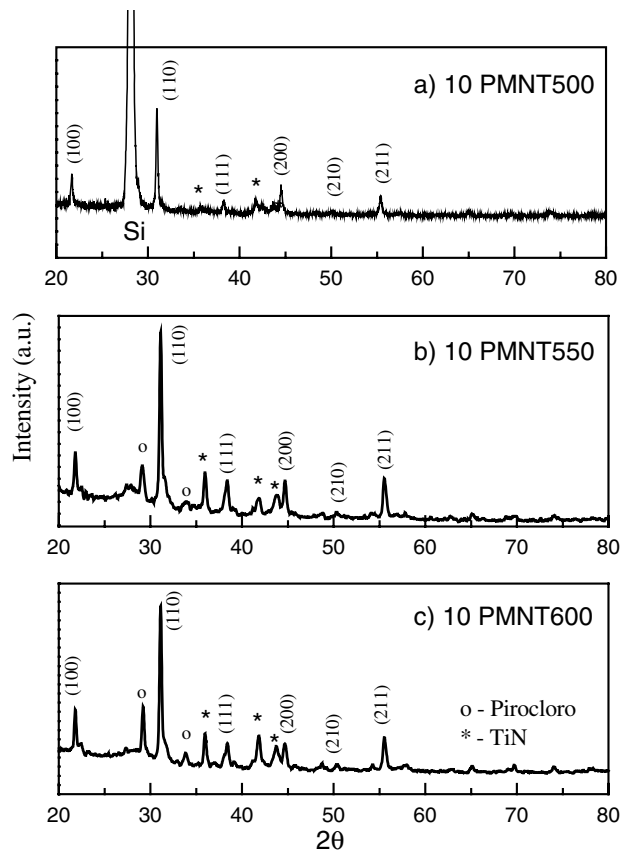 a) 10 PMNT500
(100)
Si
(110)
*
(111)
*
(200)
(210)
(211)
20 30 40 50 60 70 80
Intensity (a.u.)
b) 10 PMNT550
(100)
o
(110)
o
*
(111)
*
*
(200)
(210)
(211)
20 30 40 50 60 70 80
c) 10 PMNT600
(100)
o
(110)
o
*
(111)
*
*
(200)
(210)
(211)
o - Pirocloro
* - TiN
20 30 40 50 60 70 80
2θ